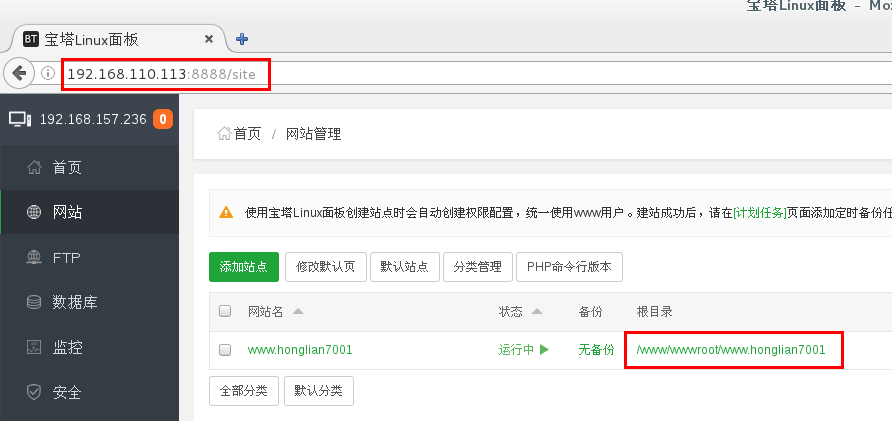 宝塔Linux面板 - Mo
BT 宝塔Linux面板
192.168.110.113:8888/site
192.168.157.236 0
首页 / 网站管理
首页
网站
FTP
数据库
监控
安全
使用宝塔Linux面板创建站点时会自动创建权限配置，统一使用www用户。建站成功后，请在[计划任务]页面添加定时备份任
添加站点 修改默认页 默认站点 分类管理 PHP命令行版本
网站名 状态 备份 根目录
www.honglian7001 运行中 无备份 /www/wwwroot/www.honglian7001
全部分类 默认分类